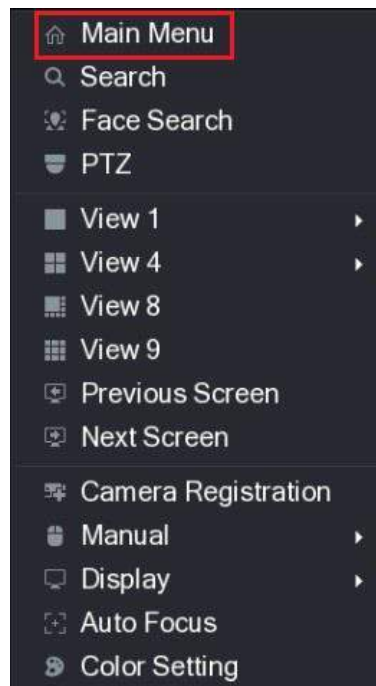 Main Menu
Search
Face Search
PTZ
View 1
View 4
View 8
View 9
Previous Screen
Next Screen
Camera Registration
Manual
Display
Auto Focus
Color Setting